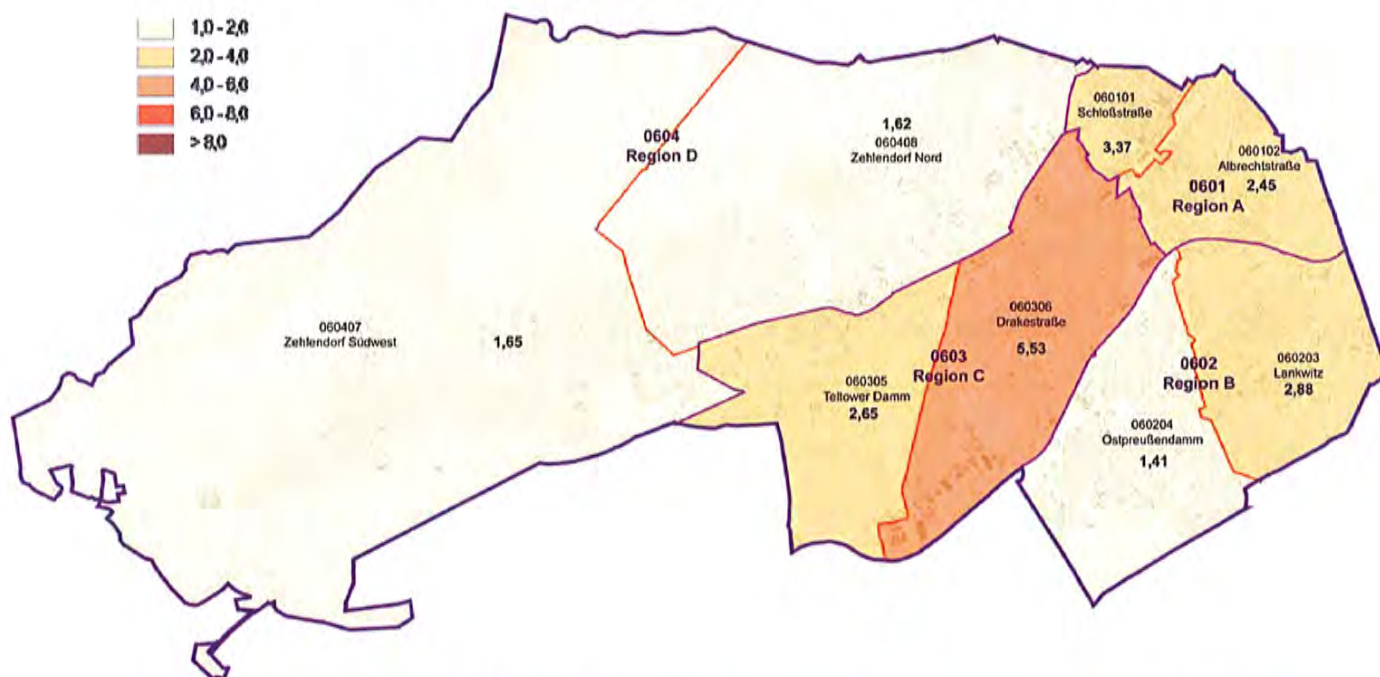 1,0 - 2,0
2,0 - 4,0
4,0 - 6,0
6,0 - 8,0
> 8,0
0604
Region D
1,62
060408
Zehlendorf Nord
060101
Schloßstraße
3,37
060102
Albrechtstraße
2,45
0601
Region A
060407
Zehlendorf Südwest
1,65
060306
Drakestraße
5,53
0603
Region C
060305
Teltower Damm
2,65
0602
Region B
060203
Lankwitz
2,88
060204
Ostpreußendamm
1,41